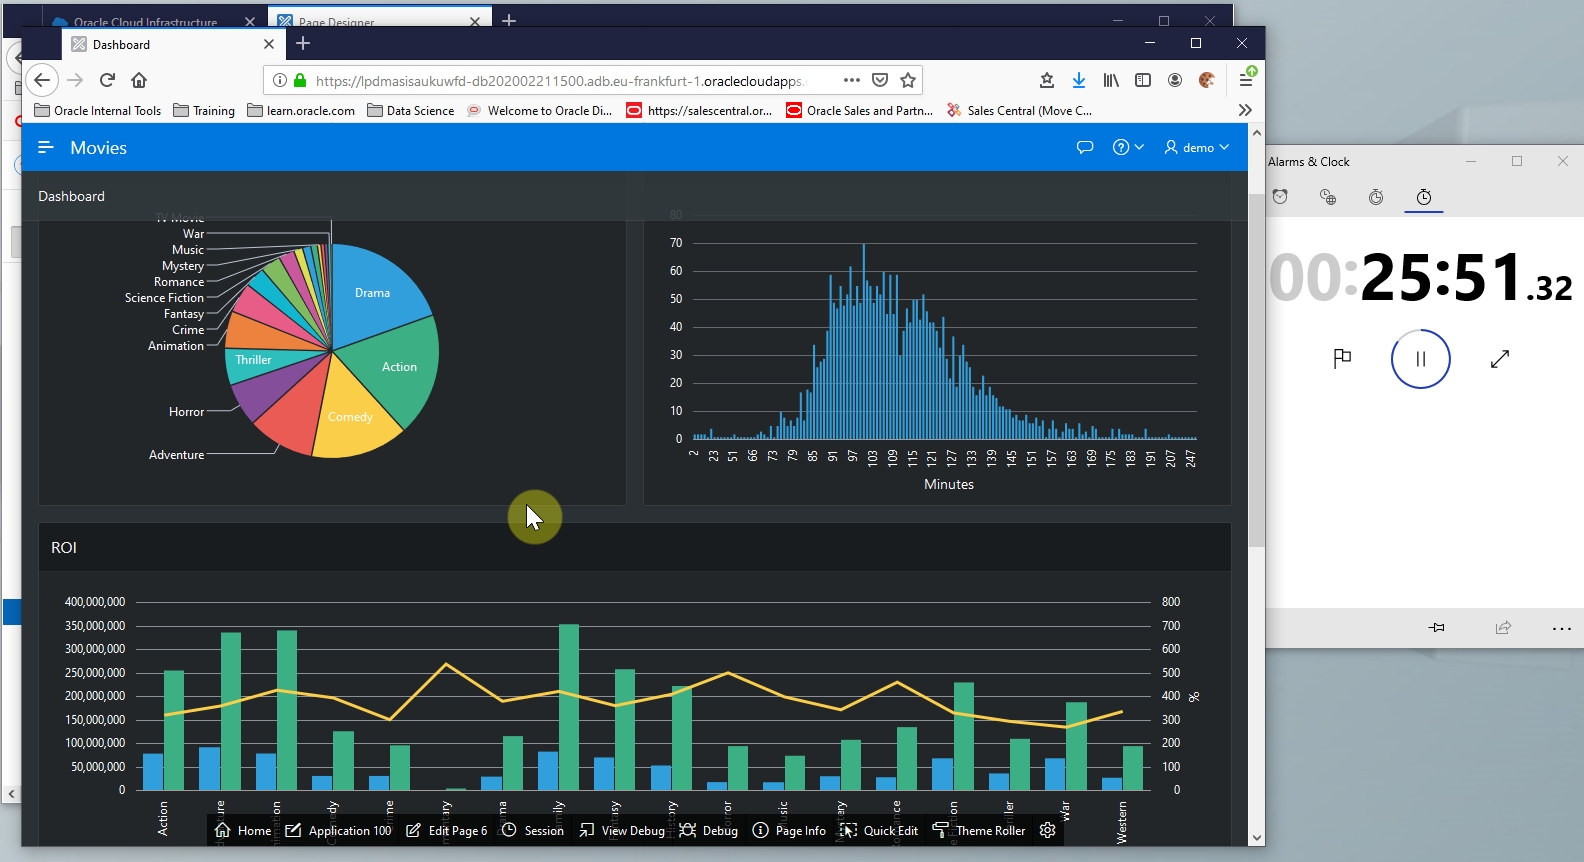 Oracle Cloud Infrastructure
Page Designer
Dashboard
https://lpdmasisaukuwfd-db202002211500.adb.eu-frankfurt-1.oraclecloudapps.
Oracle Internal Tools
Training
learn.oracle.com
Data Science
Welcome to Oracle Di...
https://salescentral.or...
Oracle Sales and Partn...
Sales Central (Move C...
Movies
demo
Dashboard
TV Movie
War
Music
Mystery
Romance
Science Fiction
Fantasy
Crime
Animation
Thriller
Horror
Adventure
Drama
Action
Comedy
80
70
60
50
40
30
20
10
0
2 23 51 66 73 79 85 91 97 103 109 115 121 127 133 139 145 151 157 163 169 175 183 191 207 247
Minutes
ROI
400,000,000
350,000,000
300,000,000
250,000,000
200,000,000
150,000,000
100,000,000
50,000,000
0
800
700
600
500
400
300
200
100
0
%
Action
War
Western
Home
Application 100
Edit Page 6
Session
View Debug
Debug
Page Info
Quick Edit
Theme Roller
Alarms & Clock
00:25:51.32